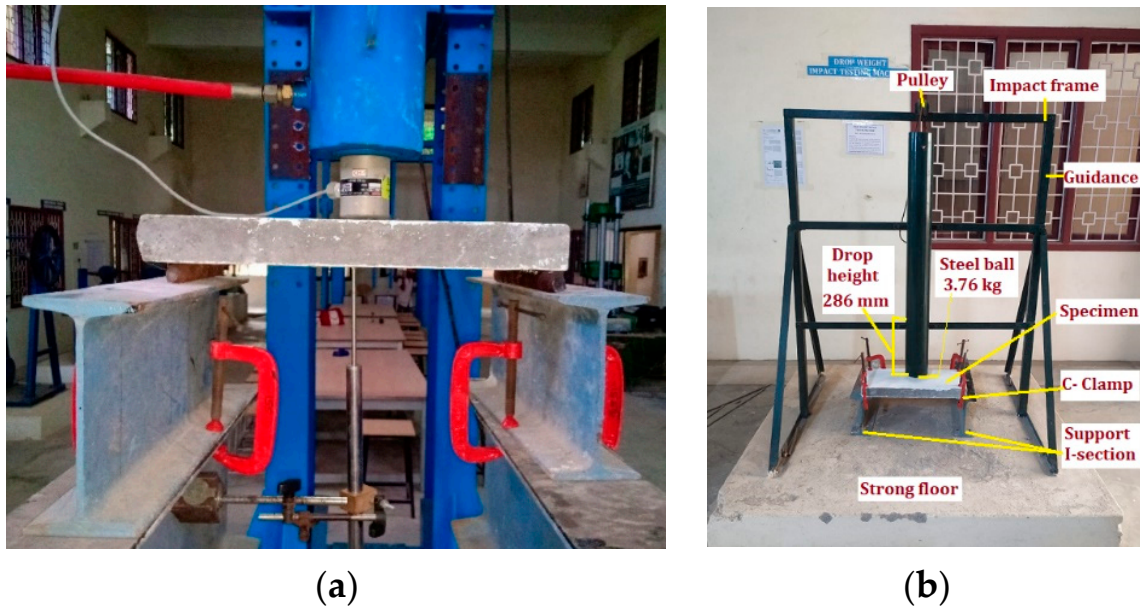 DROP WEIGHT
IMPACT TESTING MAC
Pulley
Impact frame
Guidance
Drop
height
286 mm
Steel ball
3.76 kg
Specimen
C- Clamp
Support
I-section
Strong floor
(a)
(b)